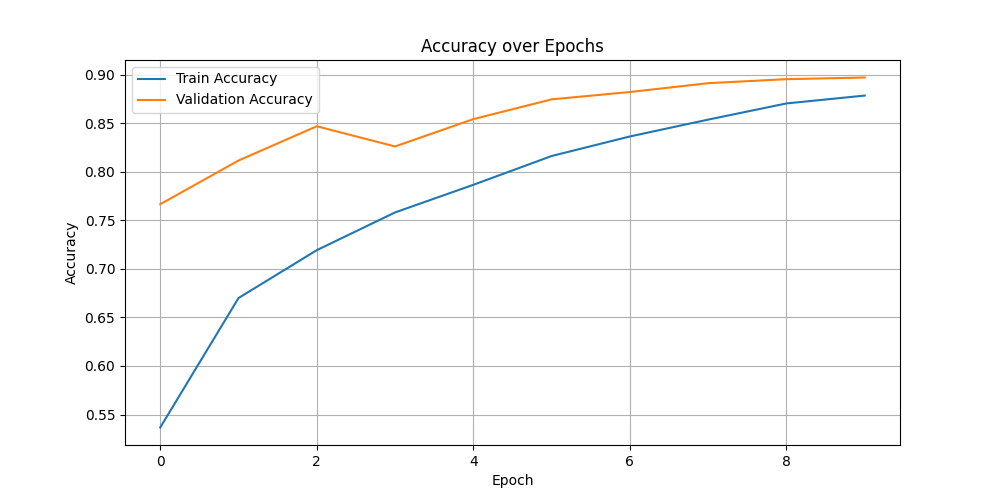 Accuracy over Epochs
Train Accuracy
Validation Accuracy
Accuracy
0.90
0.85
0.80
0.75
0.70
0.65
0.60
0.55
0 2 4 6 8
Epoch